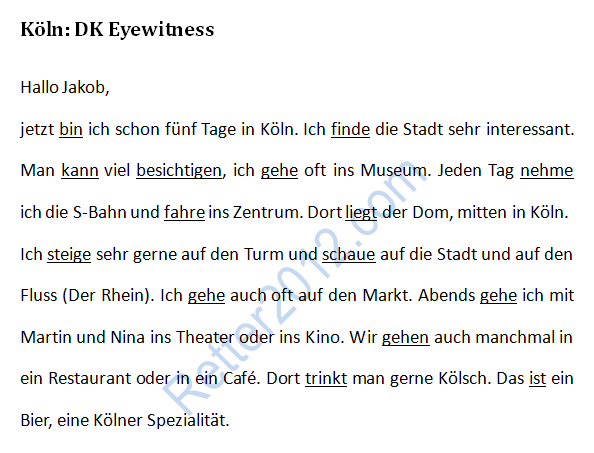 Köln: DK Eyewitness
Hallo Jakob,
jetzt bin ich schon fünf Tage in Köln. Ich finde die Stadt sehr interessant.
Man kann viel besichtigen, ich gehe oft ins Museum. Jeden Tag nehme
ich die S-Bahn und fahre ins Zentrum. Dort liegt der Dom, mitten in Köln.
Ich steige sehr gerne auf den Turm und schaue auf die Stadt und auf den
Fluss (Der Rhein). Ich gehe auch oft auf den Markt. Abends gehe ich mit
Martin und Nina ins Theater oder ins Kino. Wir gehen auch manchmal in
ein Restaurant oder in ein Café. Dort trinkt man gerne Kölsch. Das ist ein
Bier, eine Kölner Spezialität.
Retter2012.com